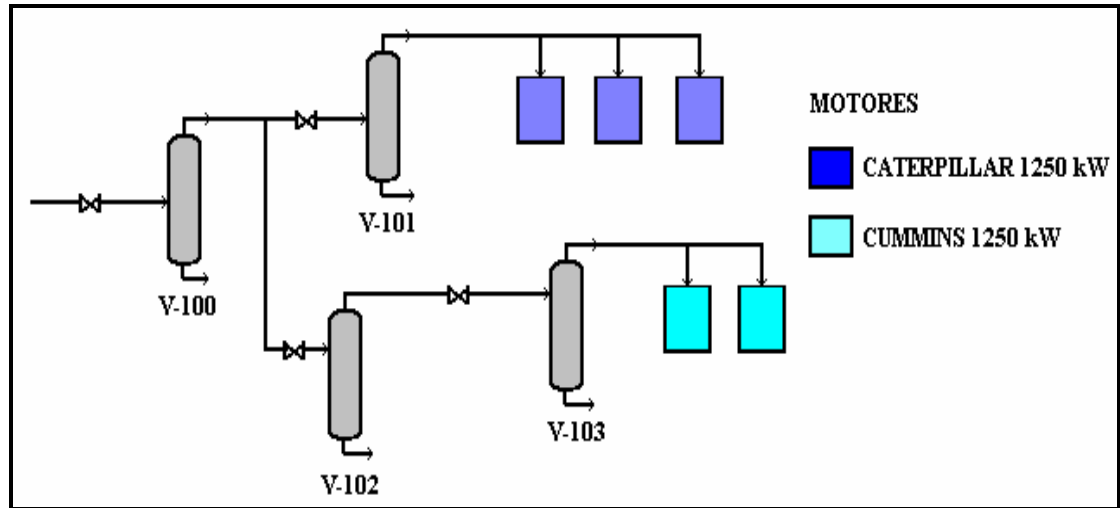 V-100
V-101
V-102
V-103
MOTORES
CATERPILLAR 1250 kW
CUMMINS 1250 kW